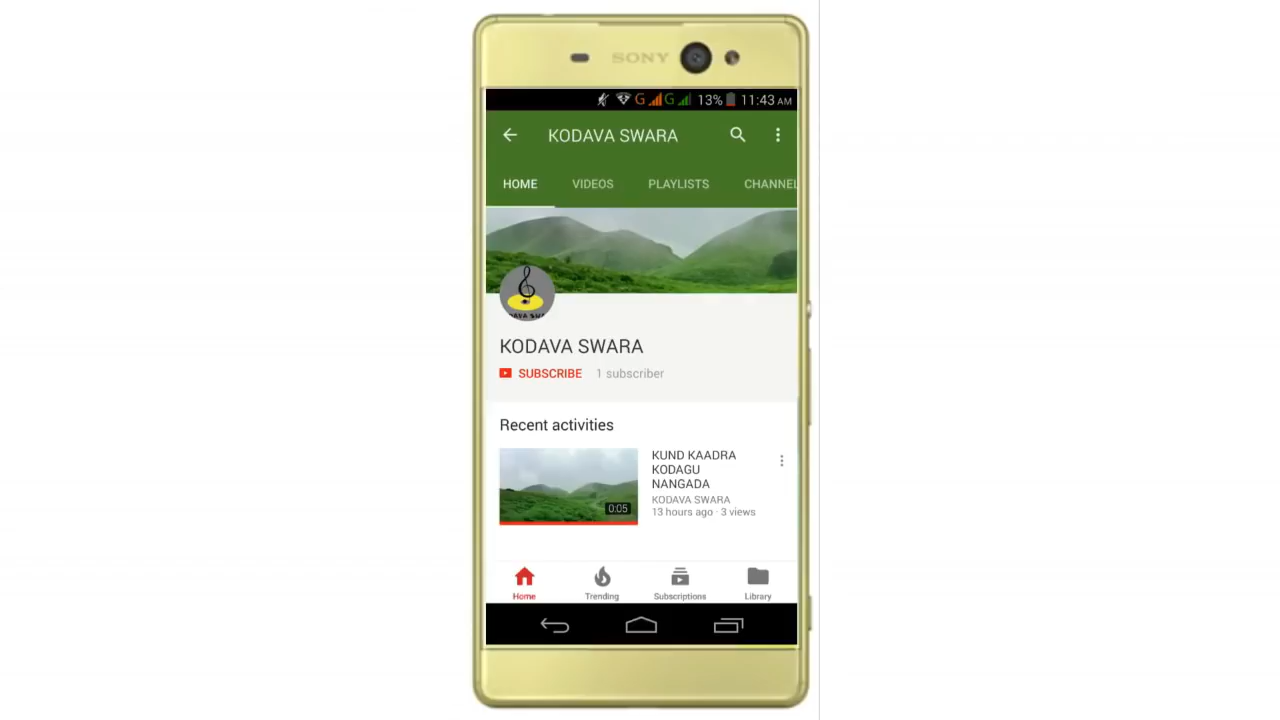 SONY
G G 13% 11:43 AM
KODAVA SWARA
HOME VIDEOS PLAYLISTS CHANNEL
KODAVA SWARA
SUBSCRIBE 1 subscriber
Recent activities
KUND KAADRA
KODAGU
NANGADA
KODAVA SWARA
13 hours ago · 3 views
0:05
Home Trending Subscriptions Library